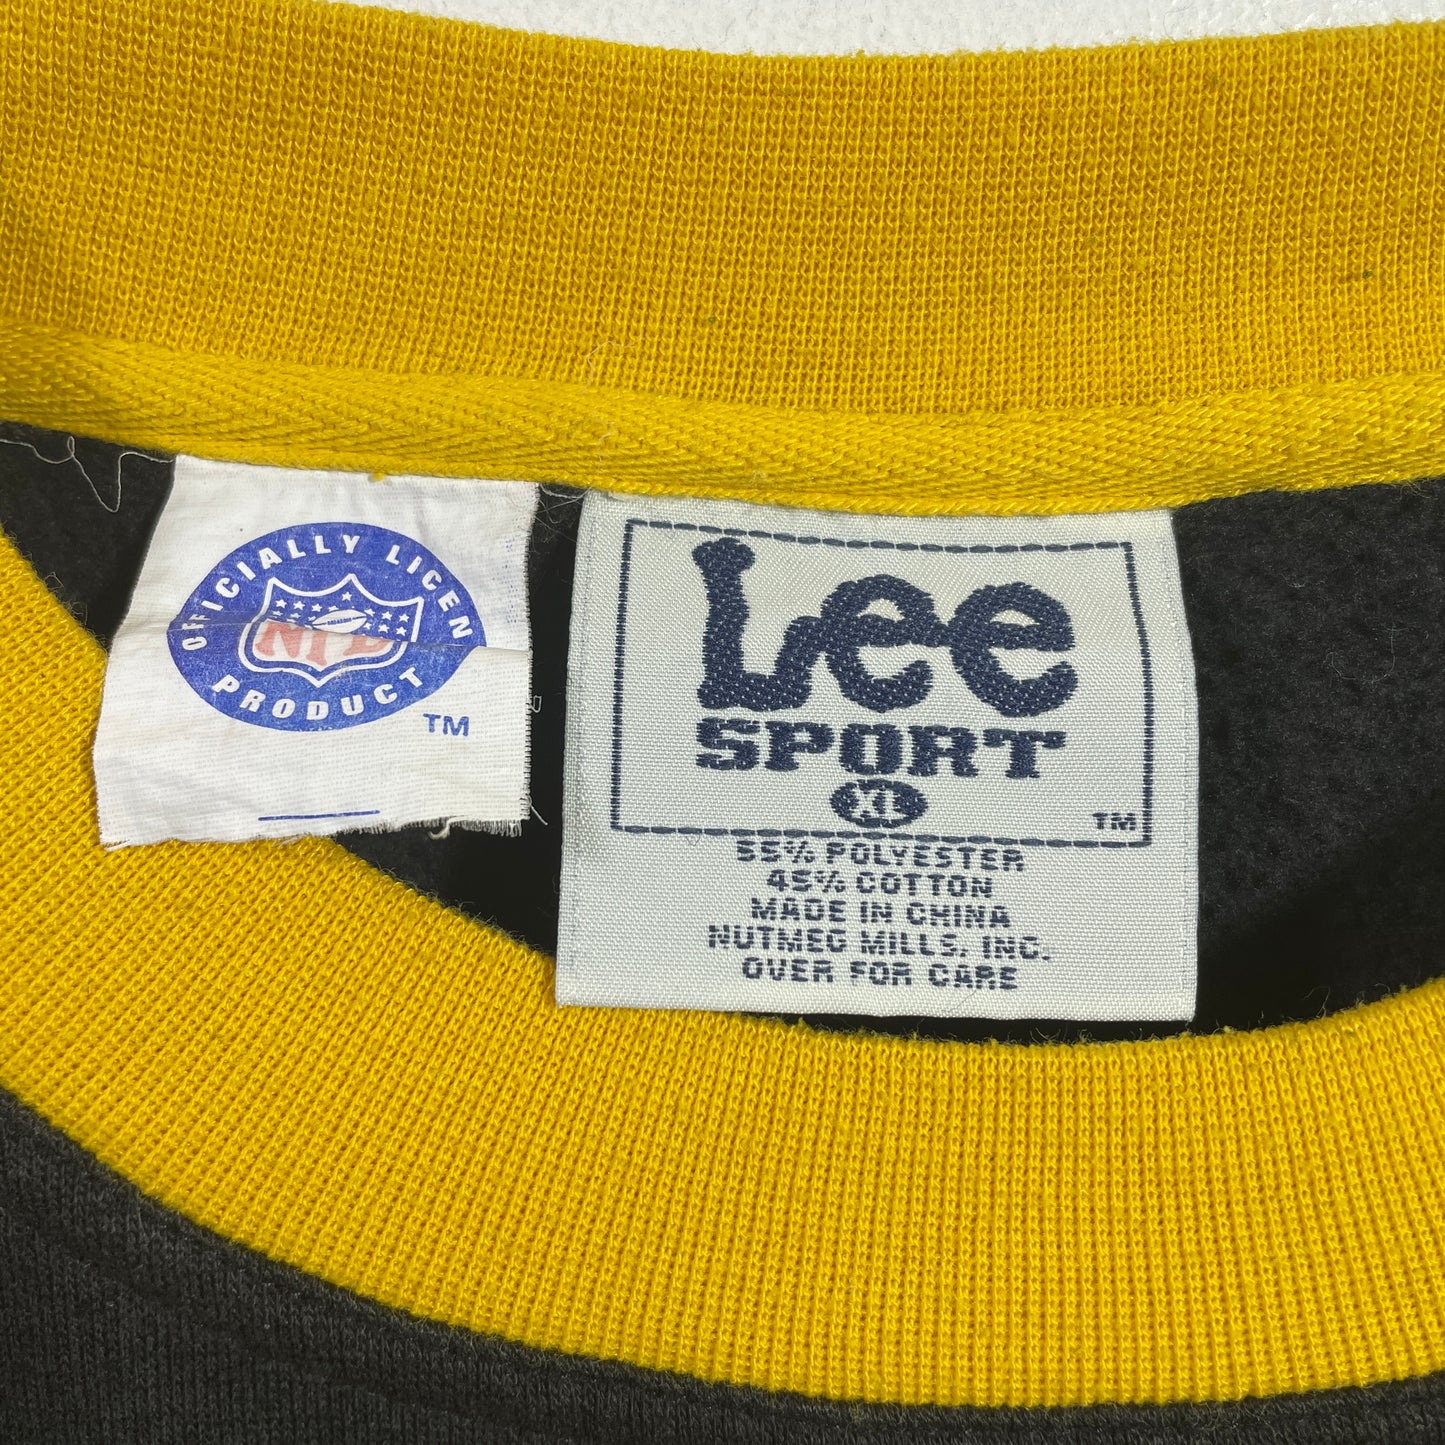 OFFICIALLY LICEN
NFL
PRODUCT
TM
Lee
SPORT
XL
TM
55% POLYESTER
45% COTTON
MADE IN CHINA
NUTMEG MILLS, INC.
OVER FOR CARE